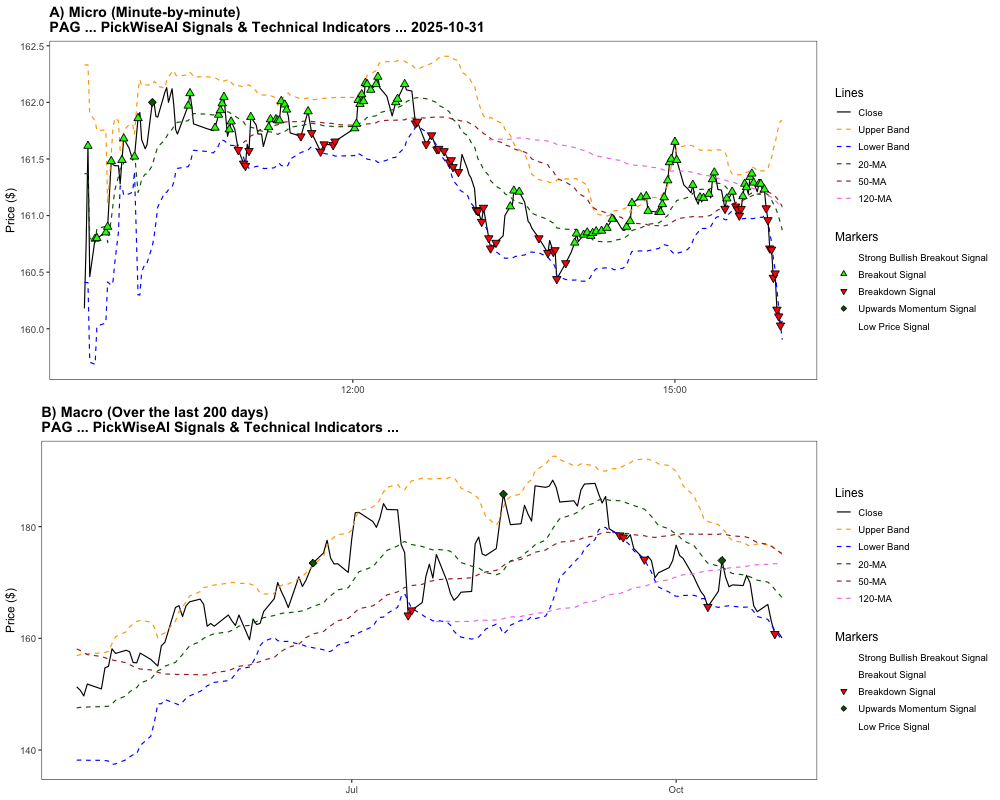 A) Micro (Minute-by-minute)
PAG ... PickWiseAI Signals & Technical Indicators ... 2025-10-31
162.5
162.0
161.5
161.0
160.5
160.0
Price ($)
12:00
15:00
Lines
Close
Upper Band
Lower Band
20-MA
50-MA
120-MA
Markers
Strong Bullish Breakout Signal
Breakout Signal
Breakdown Signal
Upwards Momentum Signal
Low Price Signal
B) Macro (Over the last 200 days)
PAG ... PickWiseAI Signals & Technical Indicators ...
180
160
140
Price ($)
Jul
Oct
Lines
Close
Upper Band
Lower Band
20-MA
50-MA
120-MA
Markers
Strong Bullish Breakout Signal
Breakout Signal
Breakdown Signal
Upwards Momentum Signal
Low Price Signal